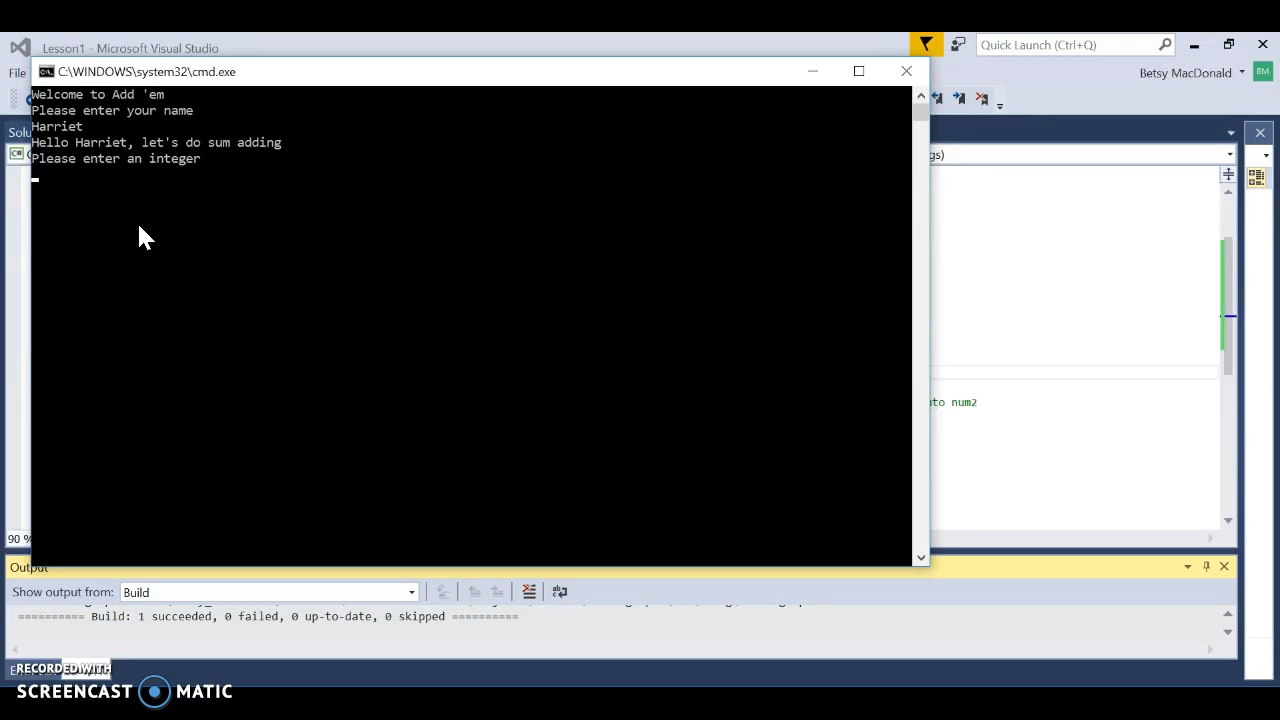 Lesson1 - Microsoft Visual Studio
Quick Launch (Ctrl+Q)
File
C:\WINDOWS\system32\cmd.exe
Betsy MacDonald
BM
Welcome to Add 'em
Please enter your name
Harriet
Hello Harriet, let's do sum adding
Please enter an integer
Solu
C#
gs)
nto num2
90 %
Output
Show output from: Build
========== Build: 1 succeeded, 0 failed, 0 up-to-date, 0 skipped ==========
RECORDED WITH
SCREENCAST MATIC